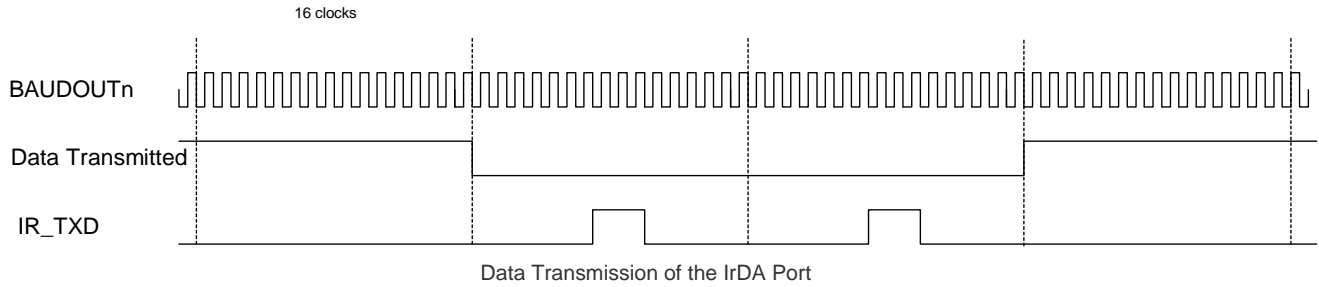 16 clocks
BAUDOUTn
Data Transmitted
IR_TXD
Data Transmission of the IrDA Port